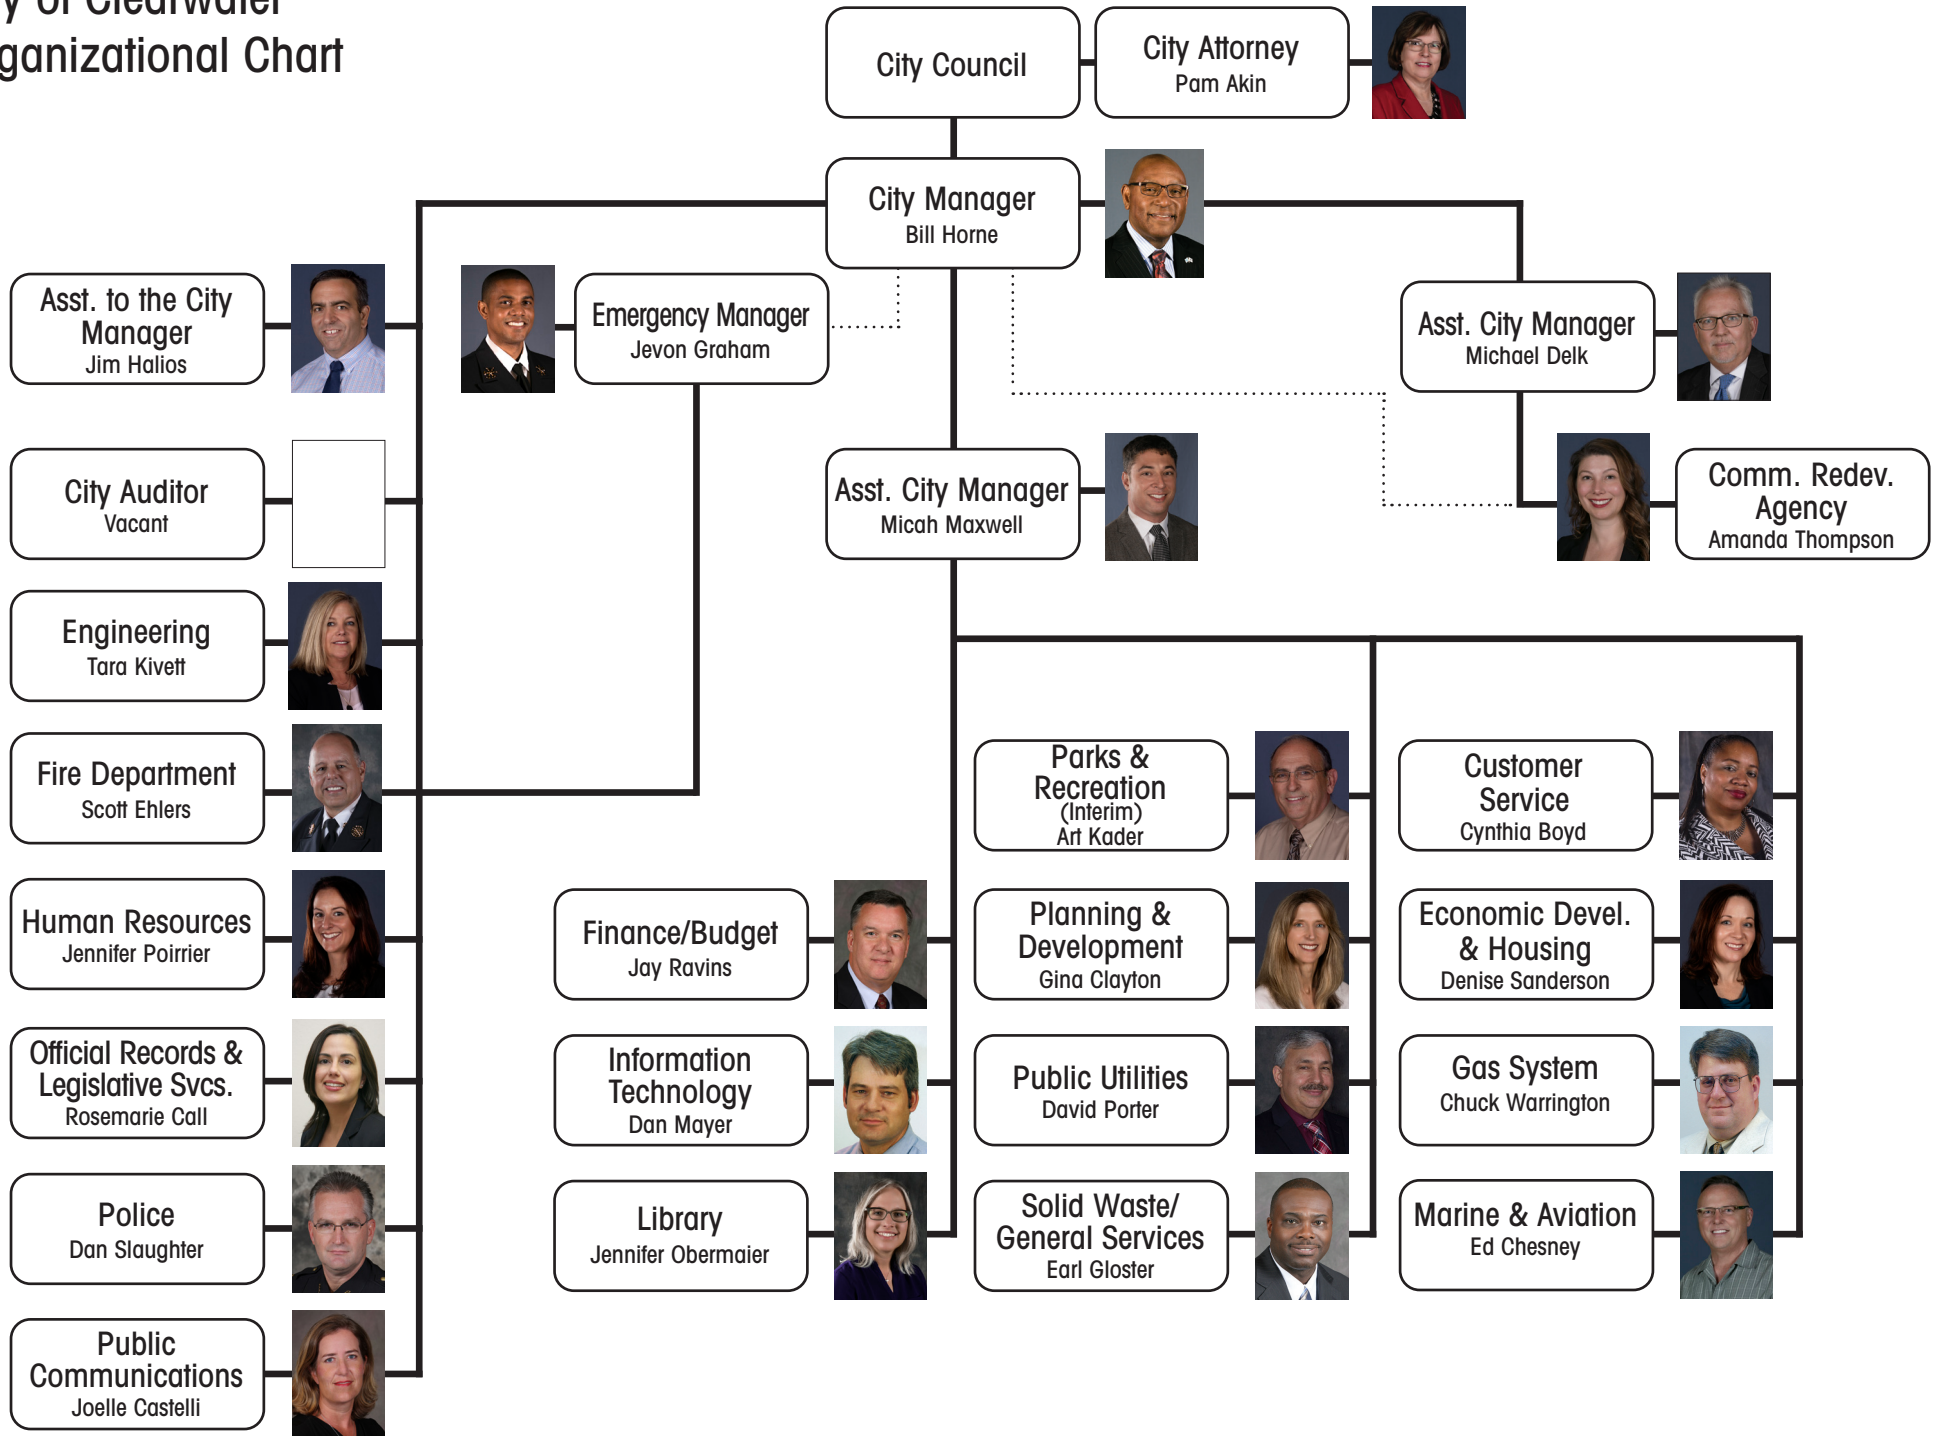 y of Clearwater
ganizational Chart
City Council
City Attorney
Pam Akin
City Manager
Bill Horne
Asst. to the City
Manager
Jim Halios
Emergency Manager
Jevon Graham
Asst. City Manager
Michael Delk
City Auditor
Vacant
Asst. City Manager
Micah Maxwell
Comm. Redev.
Agency
Amanda Thompson
Engineering
Tara Kivett
Fire Department
Scott Ehlers
Parks &
Recreation
(Interim)
Art Kader
Customer
Service
Cynthia Boyd
Human Resources
Jennifer Poirrier
Finance/Budget
Jay Ravins
Planning &
Development
Gina Clayton
Economic Devel.
& Housing
Denise Sanderson
Official Records &
Legislative Svcs.
Rosemarie Call
Information
Technology
Dan Mayer
Public Utilities
David Porter
Gas System
Chuck Warrington
Police
Dan Slaughter
Library
Jennifer Obermaier
Solid Waste/
General Services
Earl Gloster
Marine & Aviation
Ed Chesney
Public
Communications
Joelle Castelli